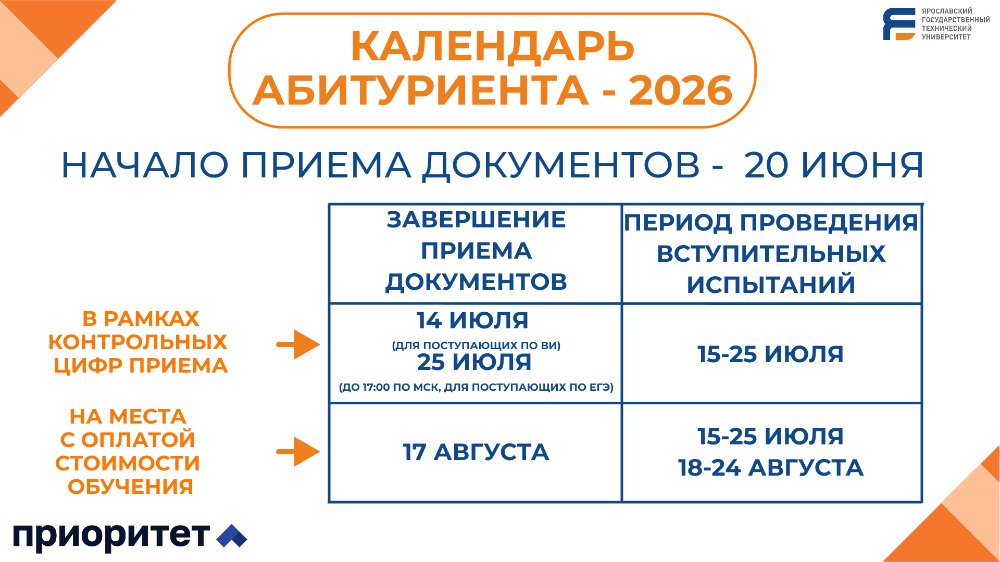 ЯРОСЛАВСКИЙ
ГОСУДАРСТВЕННЫЙ
ТЕХНИЧЕСКИЙ
УНИВЕРСИТЕТ
КАЛЕНДАРЬ
АБИТУРИЕНТА - 2026
НАЧАЛО ПРИЕМА ДОКУМЕНТОВ - 20 ИЮНЯ
ЗАВЕРШЕНИЕ
ПРИЕМА
ДОКУМЕНТОВ
ПЕРИОД ПРОВЕДЕНИЯ
ВСТУПИТЕЛЬНЫХ
ИСПЫТАНИЙ
В РАМКАХ
КОНТРОЛЬНЫХ
ЦИФР ПРИЕМА
14 ИЮЛЯ
(ДЛЯ ПОСТУПАЮЩИХ ПО ВИ)
25 ИЮЛЯ
(ДО 17:00 ПО МСК, ДЛЯ ПОСТУПАЮЩИХ ПО ЕГЭ)
15-25 ИЮЛЯ
НА МЕСТА
С ОПЛАТОЙ
СТОИМОСТИ
ОБУЧЕНИЯ
17 АВГУСТА
15-25 ИЮЛЯ
18-24 АВГУСТА
приоритет